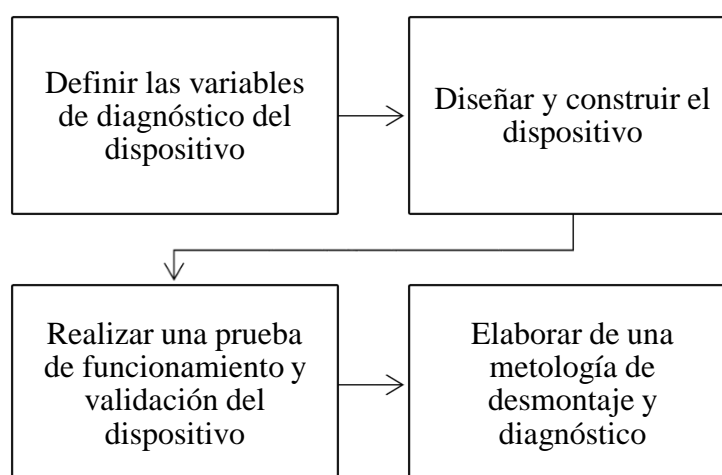 Definir las variables
de diagnóstico del
dispositivo
Diseñar y construir el
dispositivo
Realizar una prueba
de funcionamiento y
validación del
dispositivo
Elaborar de una
metología de
desmontaje y
diagnóstico